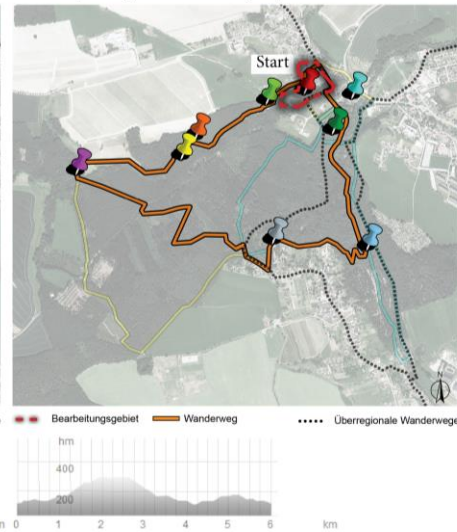 Start
Bearbeitungsgebiet Wanderweg Überregionale Wanderwege
hm
400
200
0 1 2 3 4 5 6 km